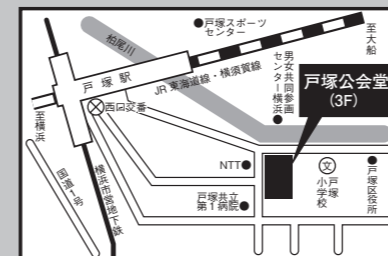 戸塚スポーツ
センター
至大船
柏尾川
戸塚駅
JR東海道線・横須賀線
男女共同参画
センター横浜
戸塚公会堂
(3F)
西口交番
至横浜
国道1号
横浜市営地下鉄
NTT
戸塚共立
第1病院
文
戸塚
小学校
戸塚区役所